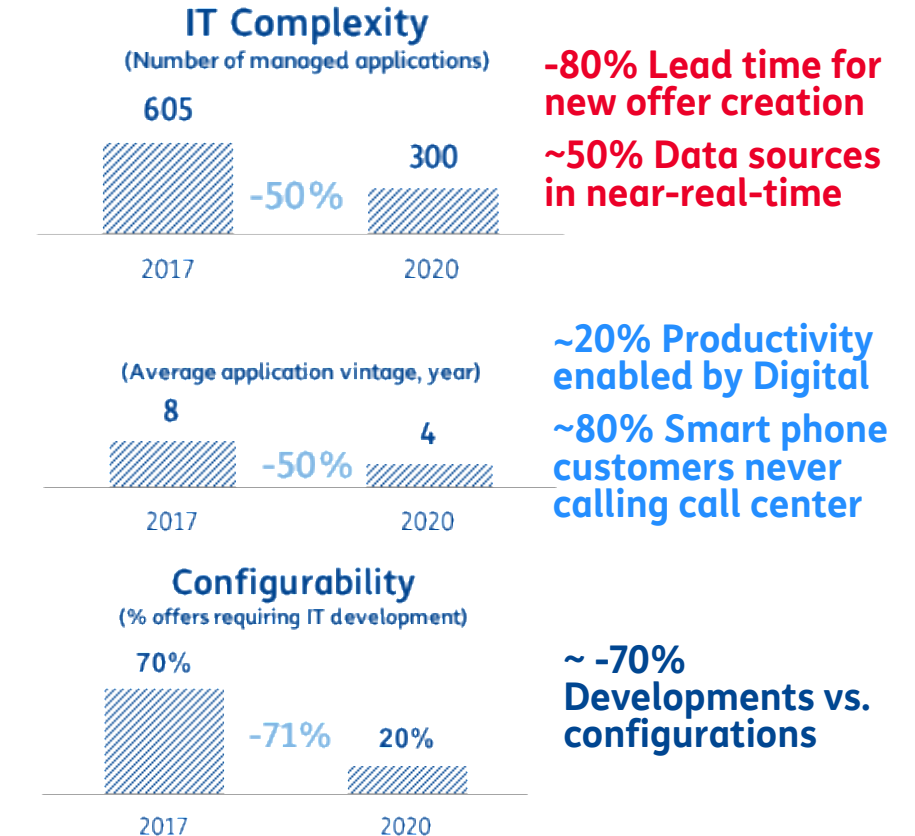 IT Complexity
(Number of managed applications)
605
300
-50%
2017
2020
-80% Lead time for
new offer creation
~50% Data sources
in near-real-time
(Average application vintage, year)
8
4
-50%
2017
2020
~20% Productivity
enabled by Digital
~80% Smart phone
customers never
calling call center
Configurability
(% offers requiring IT development)
70%
-71%
20%
2017
2020
~ -70%
Developments vs.
configurations